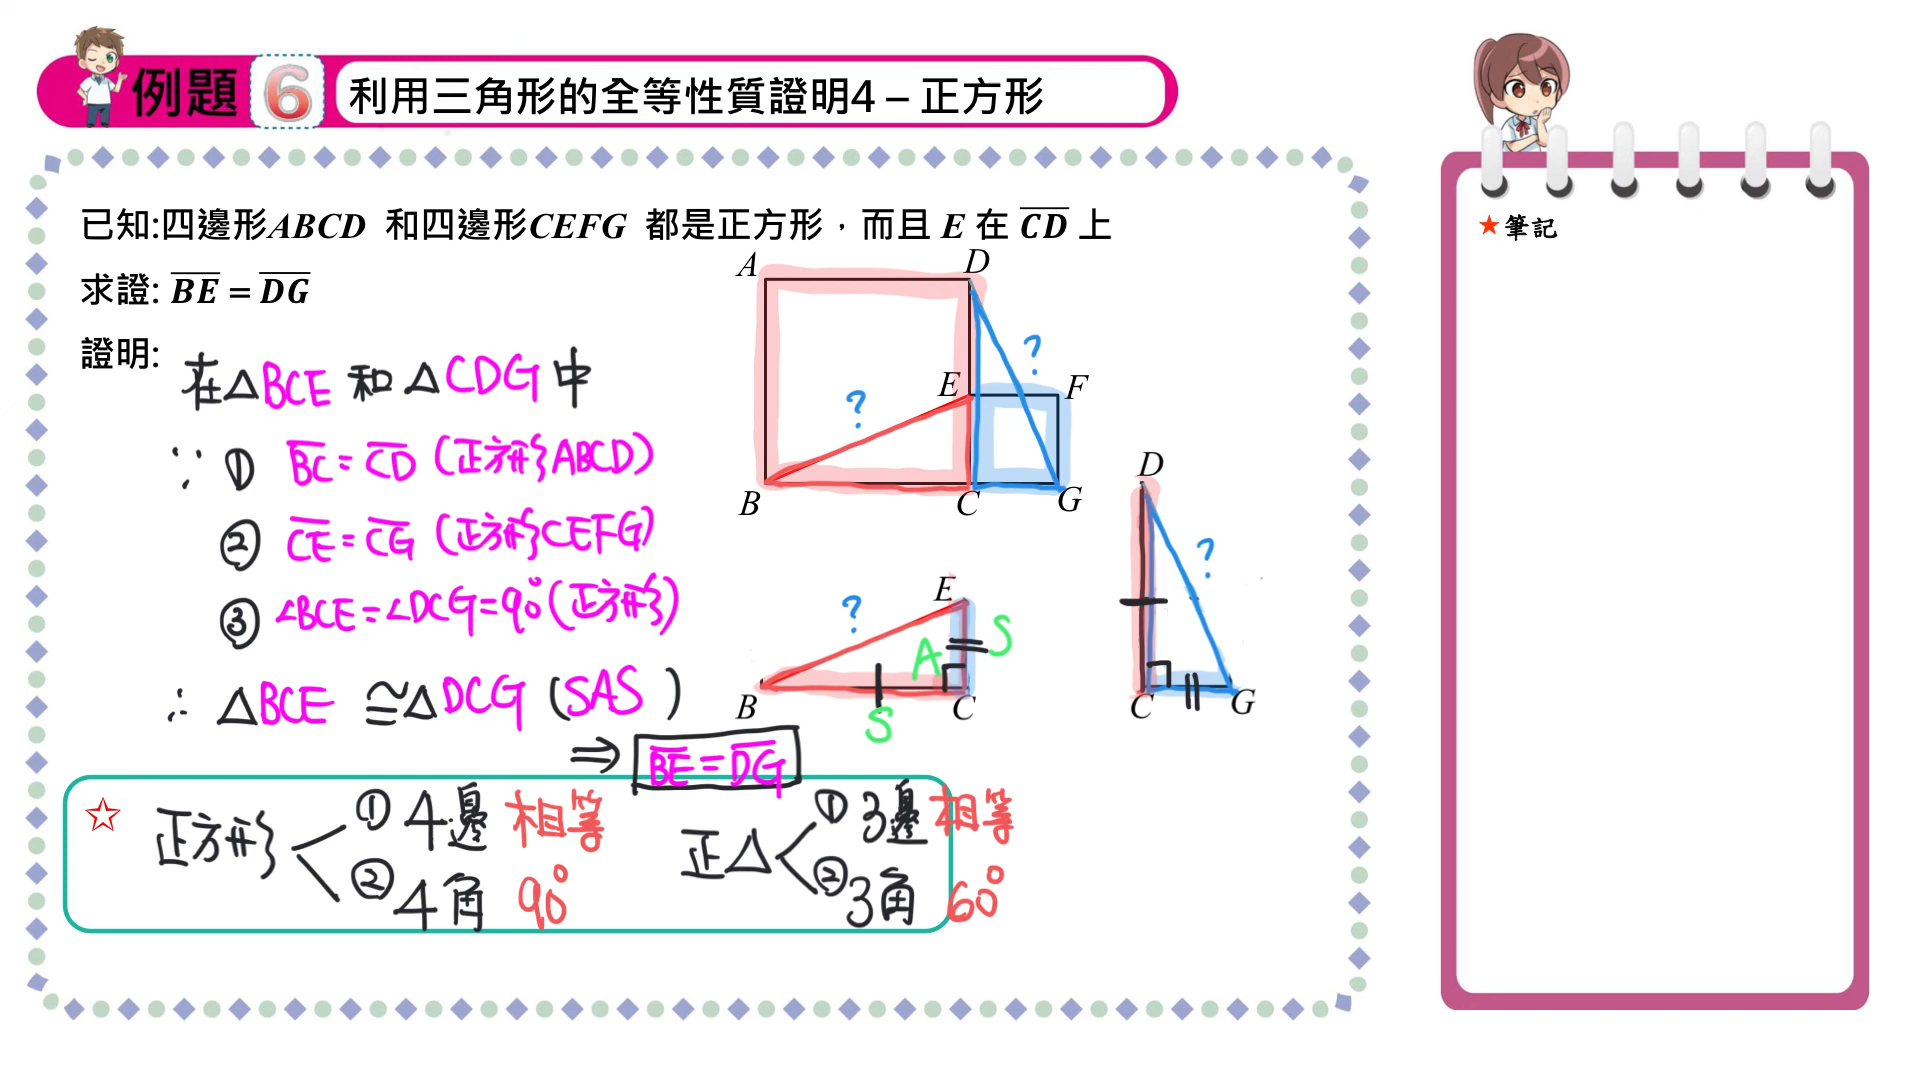 例題 6 利用三角形的全等性質證明4 – 正方形
已知:四邊形ABCD 和四邊形CEFG 都是正方形，而且 E 在 CD 上
求證: BE = DG
證明:
在△BCE 和 △CDG 中
∵ ① BC = CD (正方形ABCD)
② CE = CG (正方形CEFG)
③ ∠BCE = ∠DCG = 90° (正方形)
∴ △BCE ≅ △DCG (SAS)
⇒ BE = DG
A D
?
E F
?
B C G
D
?
C G
E
?
A S
B C
S
☆ 正方形 ① 4邊 相等
② 4角 90°
正△ ① 3邊 相等
② 3角 60°
★筆記